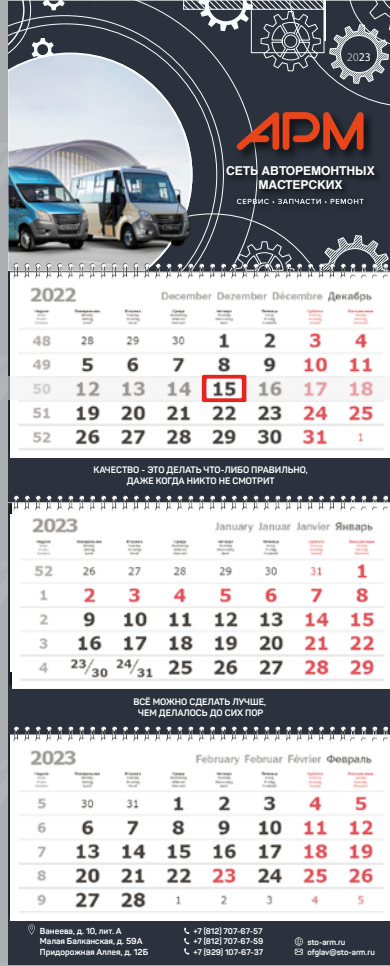 2023
АРМ
СЕТЬ АВТОРЕМОНТНЫХ
МАСТЕРСКИХ
СЕРВИС • ЗАПЧАСТИ • РЕМОНТ
2022 December Dezember Décembre Декабрь
48 28 29 30 1 2 3 4
49 5 6 7 8 9 10 11
50 12 13 14 15 16 17 18
51 19 20 21 22 23 24 25
52 26 27 28 29 30 31 1
КАЧЕСТВО - ЭТО ДЕЛАТЬ ЧТО-ЛИБО ПРАВИЛЬНО,
ДАЖЕ КОГДА НИКТО НЕ СМОТРИТ
2023 January Januar Janvier Январь
52 26 27 28 29 30 31 1
1 2 3 4 5 6 7 8
2 9 10 11 12 13 14 15
3 16 17 18 19 20 21 22
4 23/30 24/31 25 26 27 28 29
ВСЁ МОЖНО СДЕЛАТЬ ЛУЧШЕ,
ЧЕМ ДЕЛАЛОСЬ ДО СИХ ПОР
2023 February Februar Février Февраль
5 30 31 1 2 3 4 5
6 6 7 8 9 10 11 12
7 13 14 15 16 17 18 19
8 20 21 22 23 24 25 26
9 27 28 1 2 3 4 5
Ванеева, д. 10, лит. А
Малая Балканская, д. 59А
Придорожная Аллея, д. 12Б
+7 (812) 707-67-57
+7 (812) 707-67-59
+7 (929) 107-67-37
sto-arm.ru
ofglav@sto-arm.ru